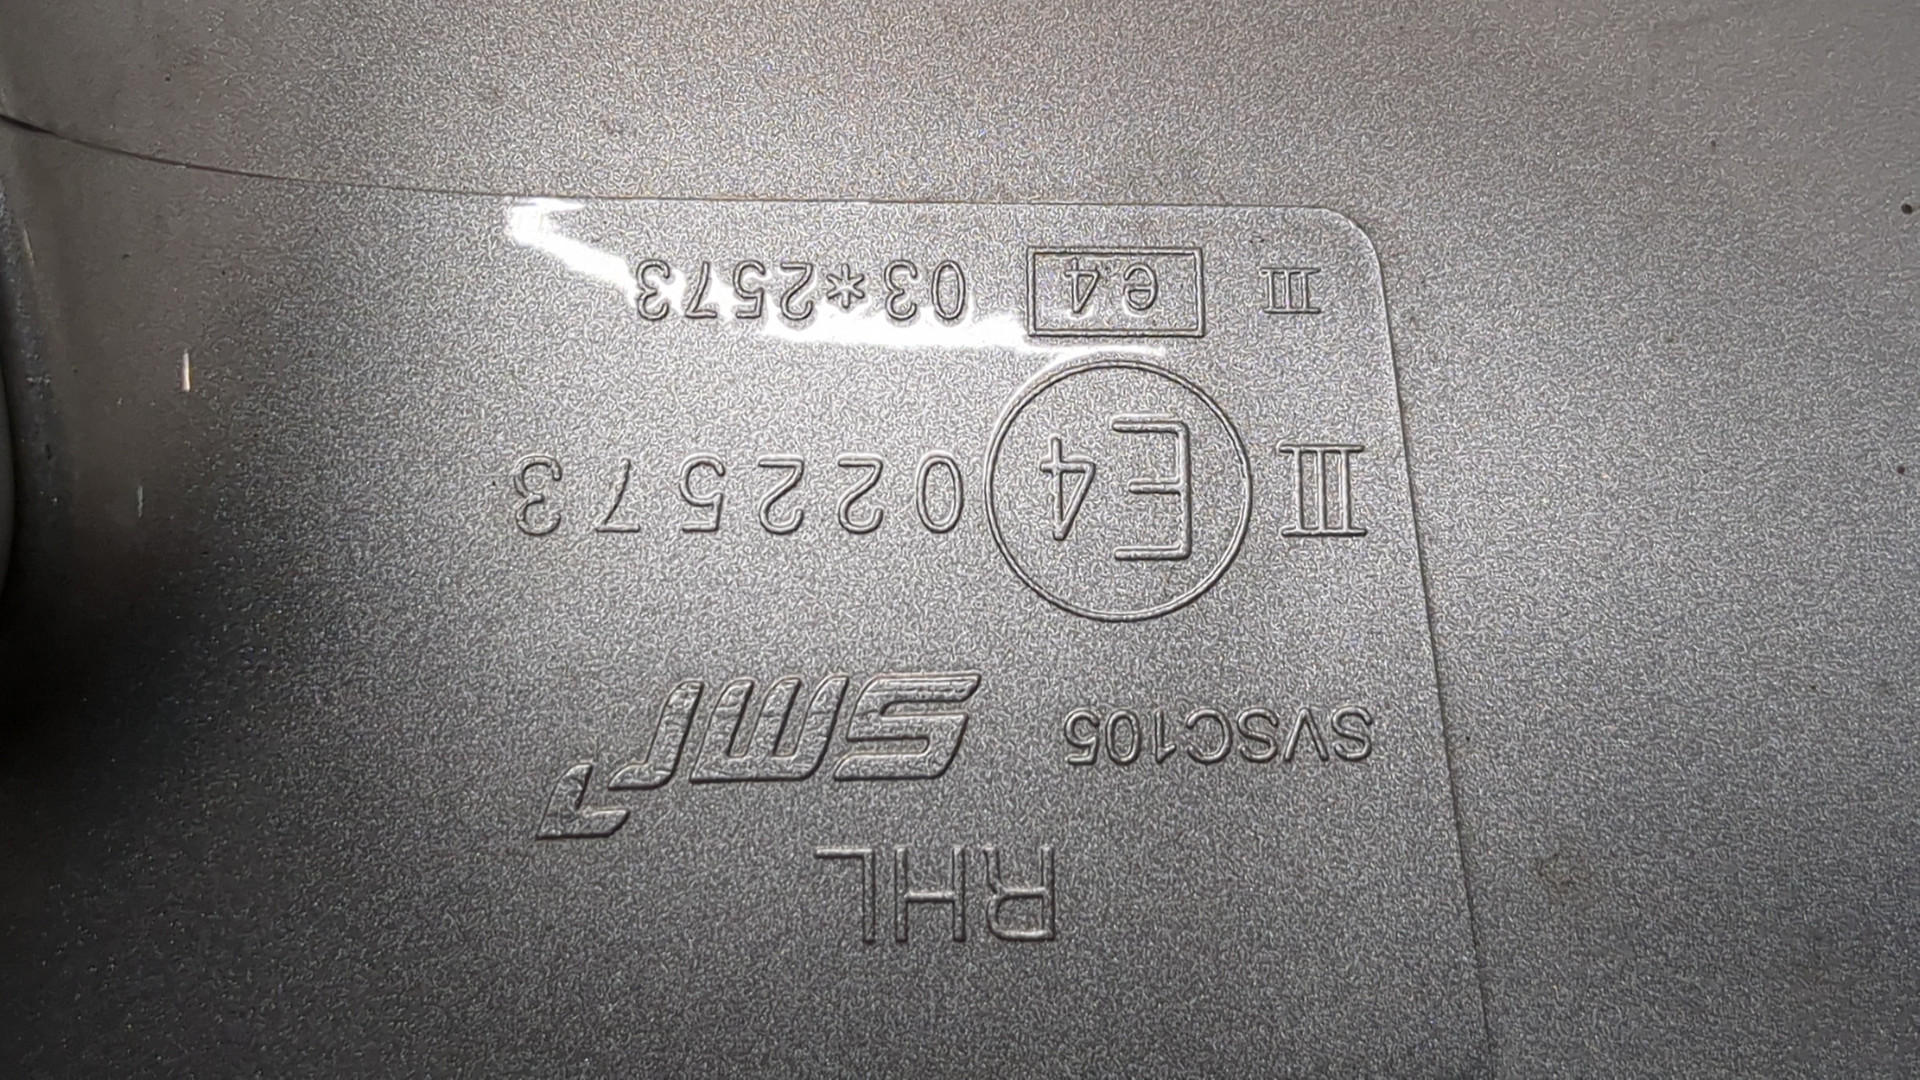 RHL
SVSC105 SMR
III E4 022573
III e4 03*2573